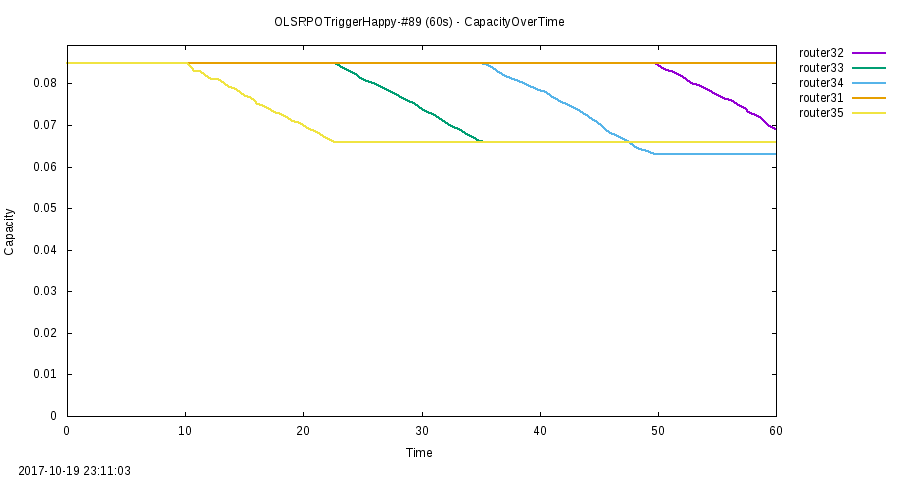 OLSRPOTriggerHappy-#89 (60s) - CapacityOverTime
router32
router33
router34
router31
router35
0.08
0.07
0.06
0.05
0.04
0.03
0.02
0.01
0
Capacity
0 10 20 30 40 50 60
Time
2017-10-19 23:11:03